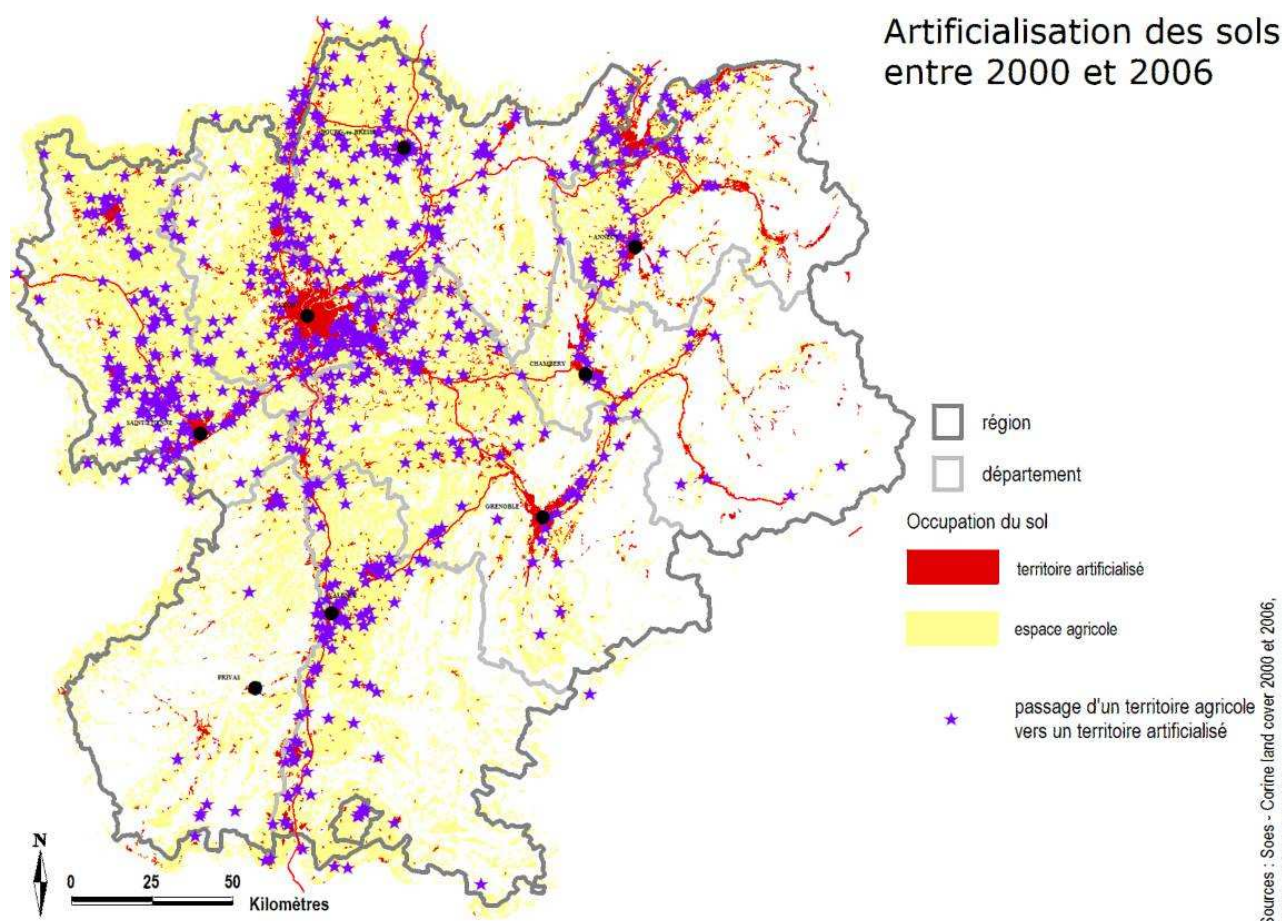 Artificialisation des sols
entre 2000 et 2006
CHAMBERY
SAINT-ETIENNE
GRENOBLE
PRIVAS
région
département
Occupation du sol
territoire artificialisé
espace agricole
passage d'un territoire agricole
vers un territoire artificialisé
N
0 25 50
Kilomètres
Sources : Soes - Corine land cover 2000 et 2006,